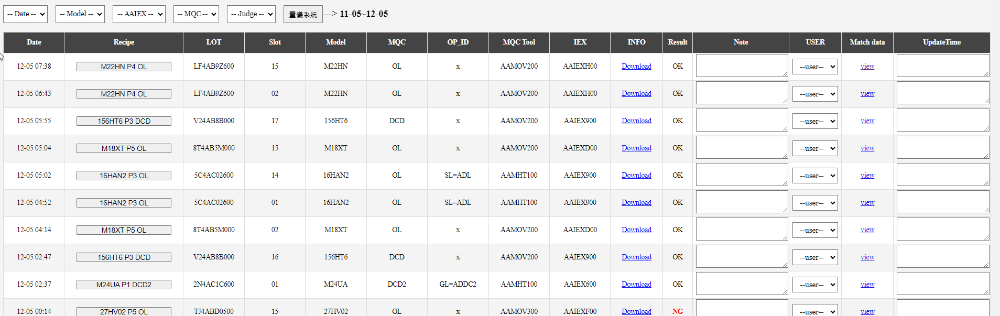 -- Date -- -- Model -- -- AAIEX -- -- MQC -- -- Judge -- 量儀系統 ---> 11-05~12-05
Date Recipe LOT Slot Model MQC OP_ID MQC Tool IEX INFO Result Note USER Match data UpdateTime
12-05 07:38 M22HN P4 OL LF4AB9Z600 15 M22HN OL x AAMOV200 AAIEXH00 Download OK --user-- view
12-05 06:43 M22HN P4 OL LF4AB9Z600 02 M22HN OL x AAMOV200 AAIEXH00 Download OK --user-- view
12-05 05:55 156HT6 P3 DCD V24AB8B000 17 156HT6 DCD x AAMOV200 AAIEX900 Download OK --user-- view
12-05 05:04 M18XT P5 OL 8T4AB5M000 15 M18XT OL x AAMOV200 AAIEXD00 Download OK --user-- view
12-05 05:02 16HAN2 P3 OL 5C4AC02600 14 16HAN2 OL SL=ADL AAMHT100 AAIEX900 Download OK --user-- view
12-05 04:52 16HAN2 P3 OL 5C4AC02600 01 16HAN2 OL SL=ADL AAMHT100 AAIEX900 Download OK --user-- view
12-05 04:14 M18XT P5 OL 8T4AB5M000 02 M18XT OL x AAMOV200 AAIEXD00 Download OK --user-- view
12-05 02:47 156HT6 P3 DCD V24AB8B000 16 156HT6 DCD x AAMOV200 AAIEX900 Download OK --user-- view
12-05 02:37 M24UA P1 DCD2 2N4AC1C600 01 M24UA DCD2 GL=ADDC2 AAMHT100 AAIEX600 Download OK --user-- view
12-05 00:14 27HV02 P5 OL TJ4ABD0500 15 27HV02 OL x AAMOV300 AAIEXF00 Download NG --user-- view